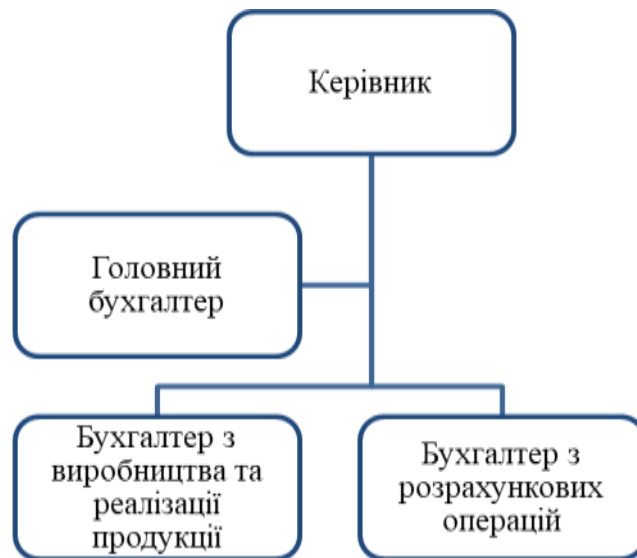 Керівник
Головний
бухгалтер
Бухгалтер з
виробництва та
реалізації
продукції
Бухгалтер з
розрахункових
операцій